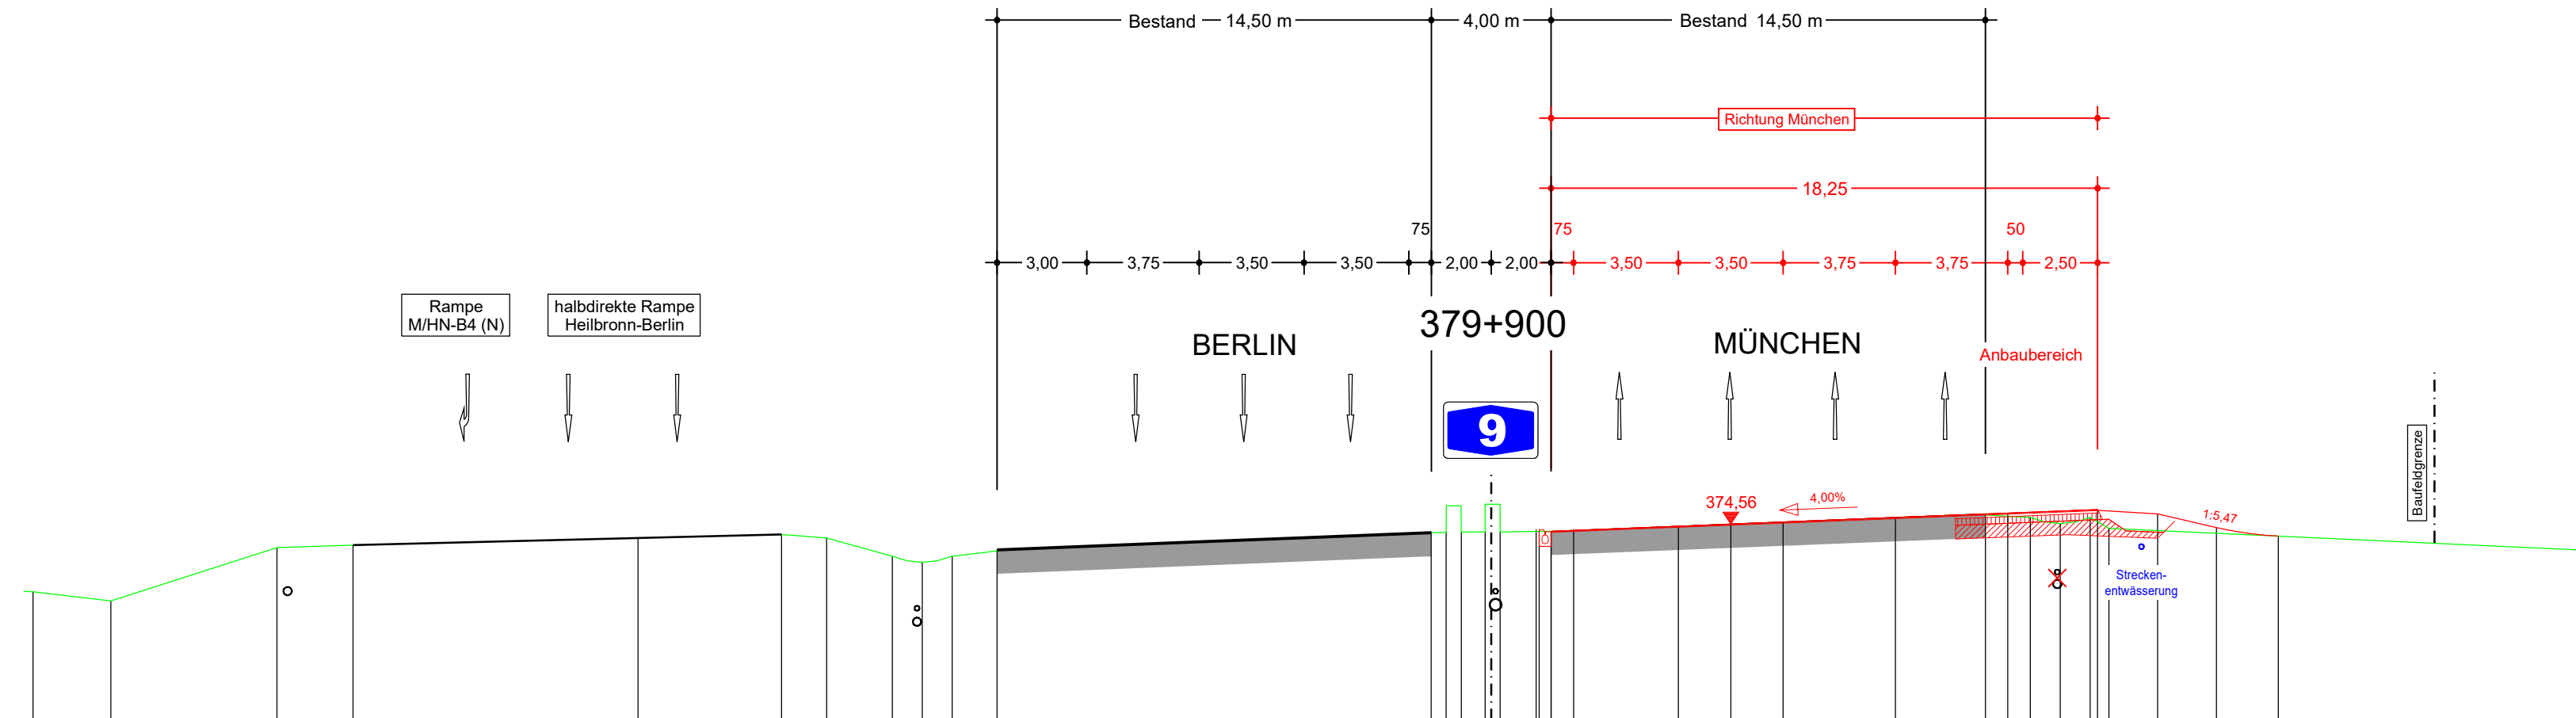 Bestand 14,50 m 4,00 m Bestand 14,50 m
Richtung München
18,25
75 75 50
3,00 3,75 3,50 3,50 2,00 2,00 3,50 3,50 3,75 3,75 2,50
Rampe
M/HN-B4 (N)
halbdirekte Rampe
Heilbronn-Berlin
379+900
BERLIN
MÜNCHEN
Anbaubereich
9
Baufeldgrenze
374,56
4,00%
1:5,47
Strecken-
entwässerung